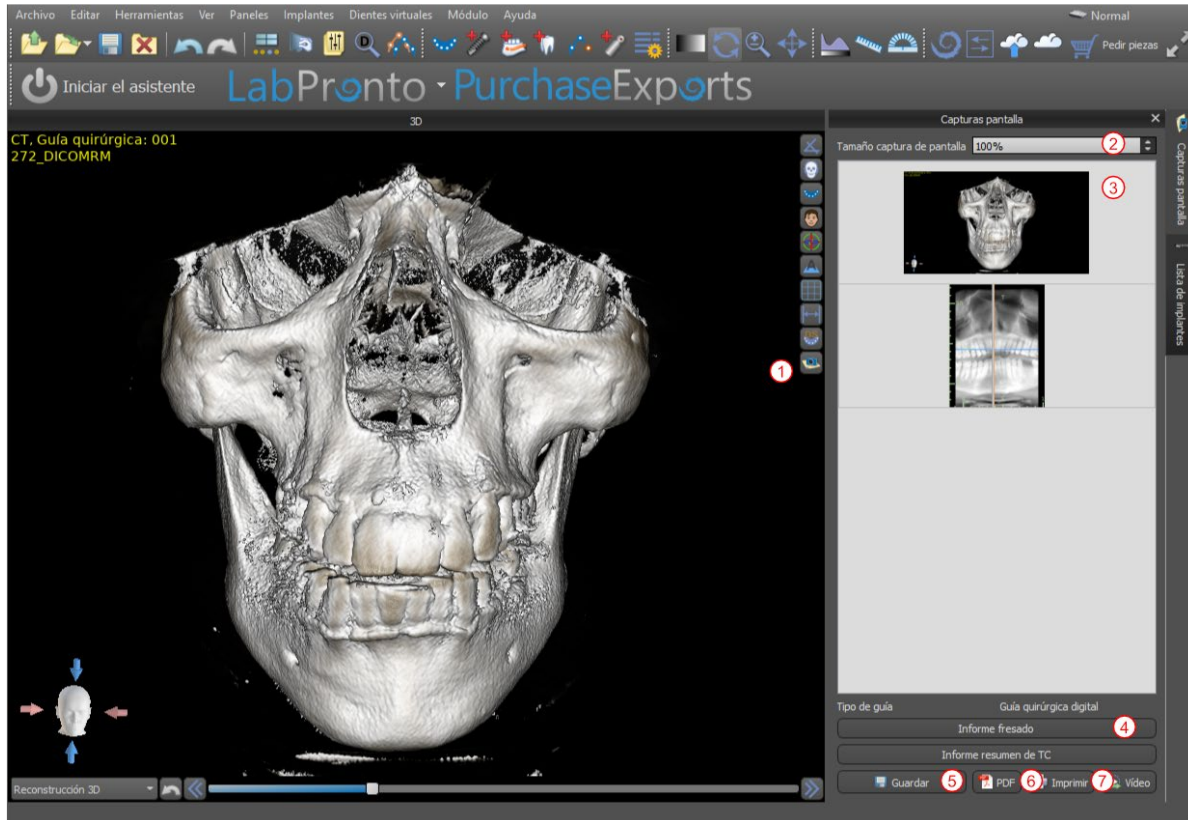 Archivo Editar Herramientas Ver Paneles Implantes Dientes virtuales Módulo Ayuda
Normal
Pedir piezas
Iniciar el asistente LabPronto PurchaseExports
3D
CT, Guía quirúrgica: 001
272_DICOMRM
Capturas pantalla
Tamaño captura de pantalla 100% 2
3
1
Capturas pantalla
Lista de implantes
Tipo de guía Guía quirúrgica digital
Informe fresado 4
Informe resumen de TC
Guardar 5 PDF 6 Imprimir 7 Vídeo
Reconstrucción 3D